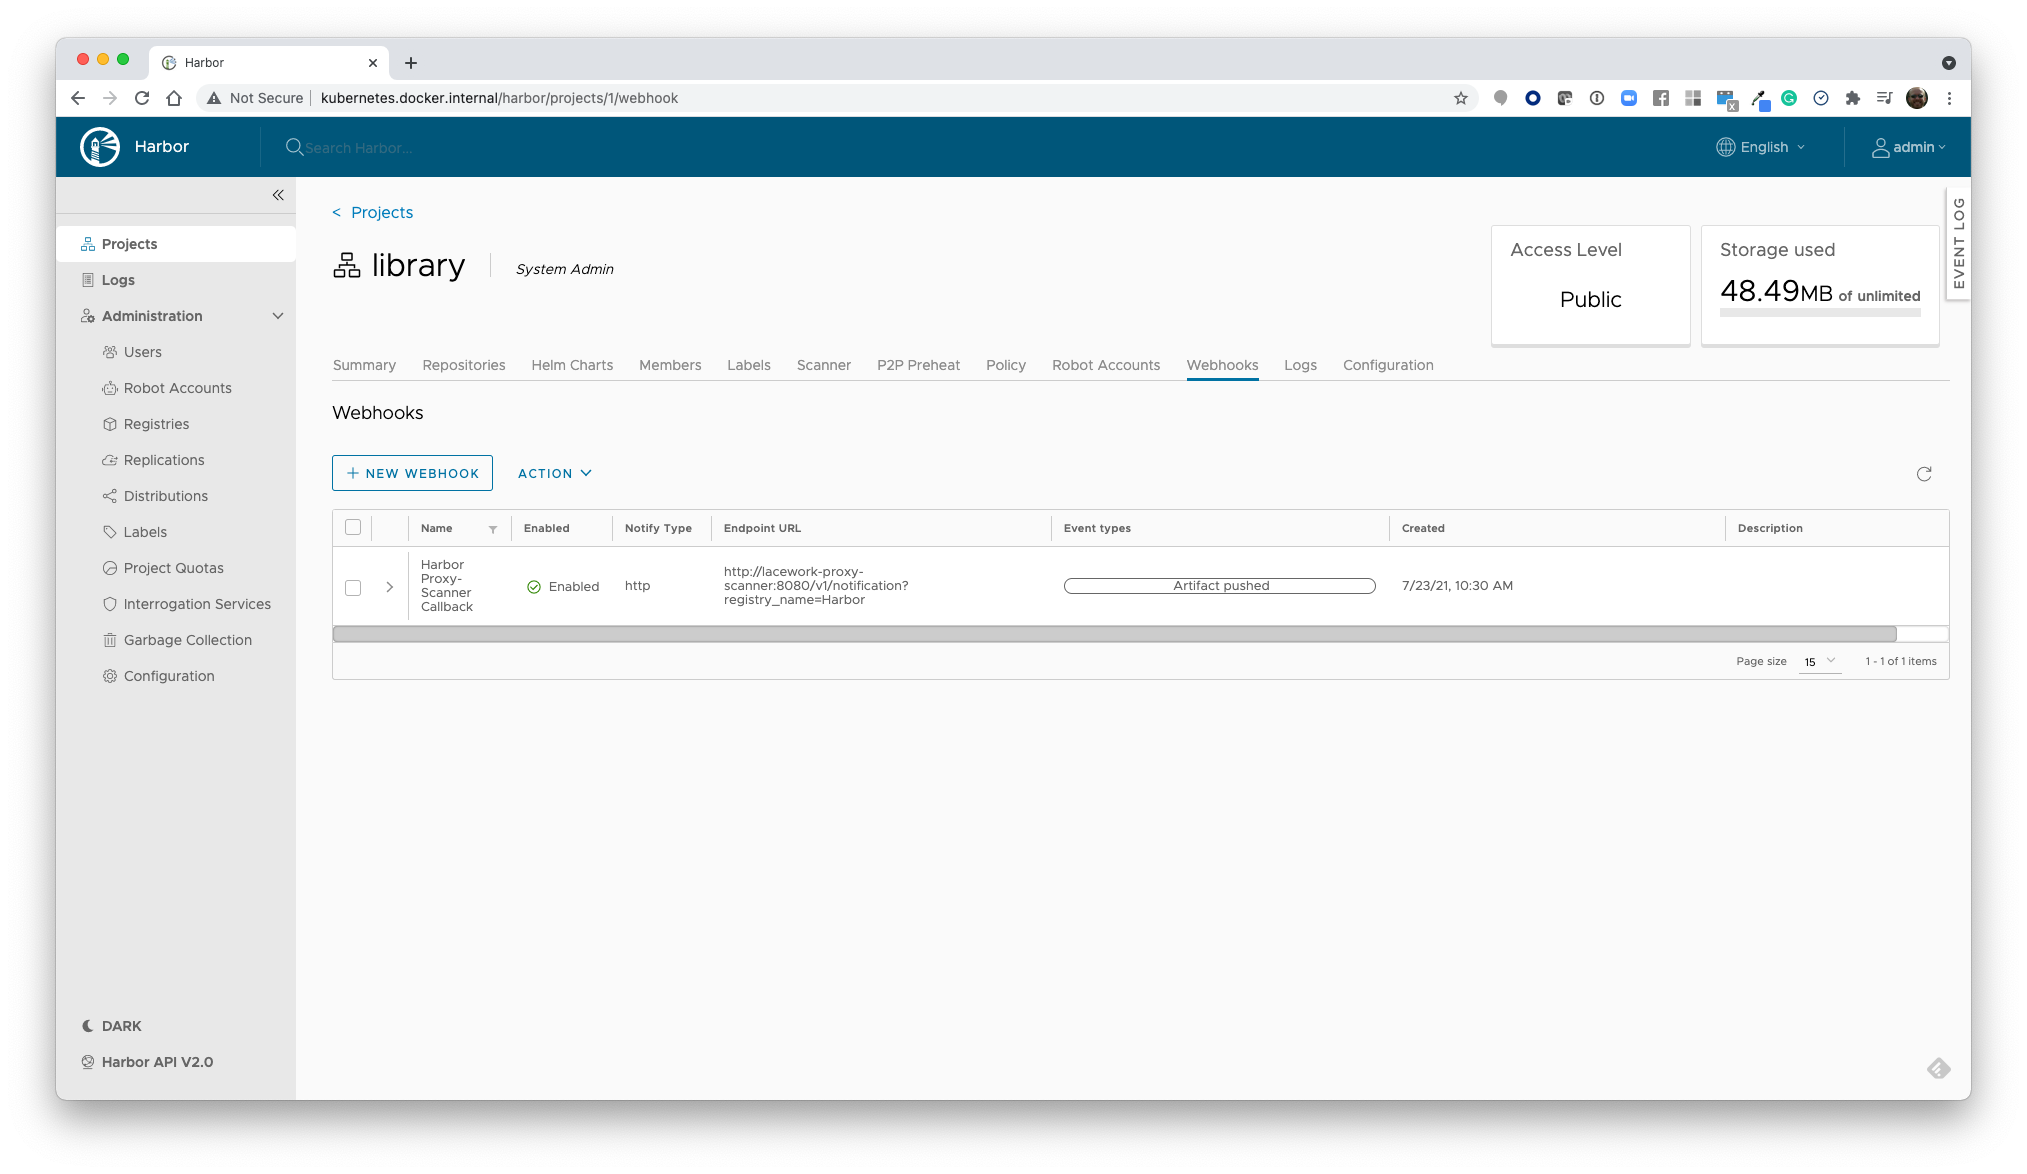 Harbor
Not Secure
kubernetes.docker.internal/harbor/projects/1/webhook
Harbor
Search Harbor...
English
admin
EVENT LOG
< Projects
library
System Admin
Access Level
Public
Storage used
48.49MB of unlimited
Projects
Logs
Administration
Users
Robot Accounts
Registries
Replications
Distributions
Labels
Project Quotas
Interrogation Services
Garbage Collection
Configuration
DARK
Harbor API V2.0
Summary
Repositories
Helm Charts
Members
Labels
Scanner
P2P Preheat
Policy
Robot Accounts
Webhooks
Logs
Configuration
Webhooks
+ NEW WEBHOOK
ACTION
Name
Enabled
Notify Type
Endpoint URL
Event types
Created
Description
Harbor
Proxy-
Scanner
Callback
Enabled
http
http://lacework-proxy-
scanner:8080/v1/notification?
registry_name=Harbor
Artifact pushed
7/23/21, 10:30 AM
Page size
15
1 - 1 of 1 items